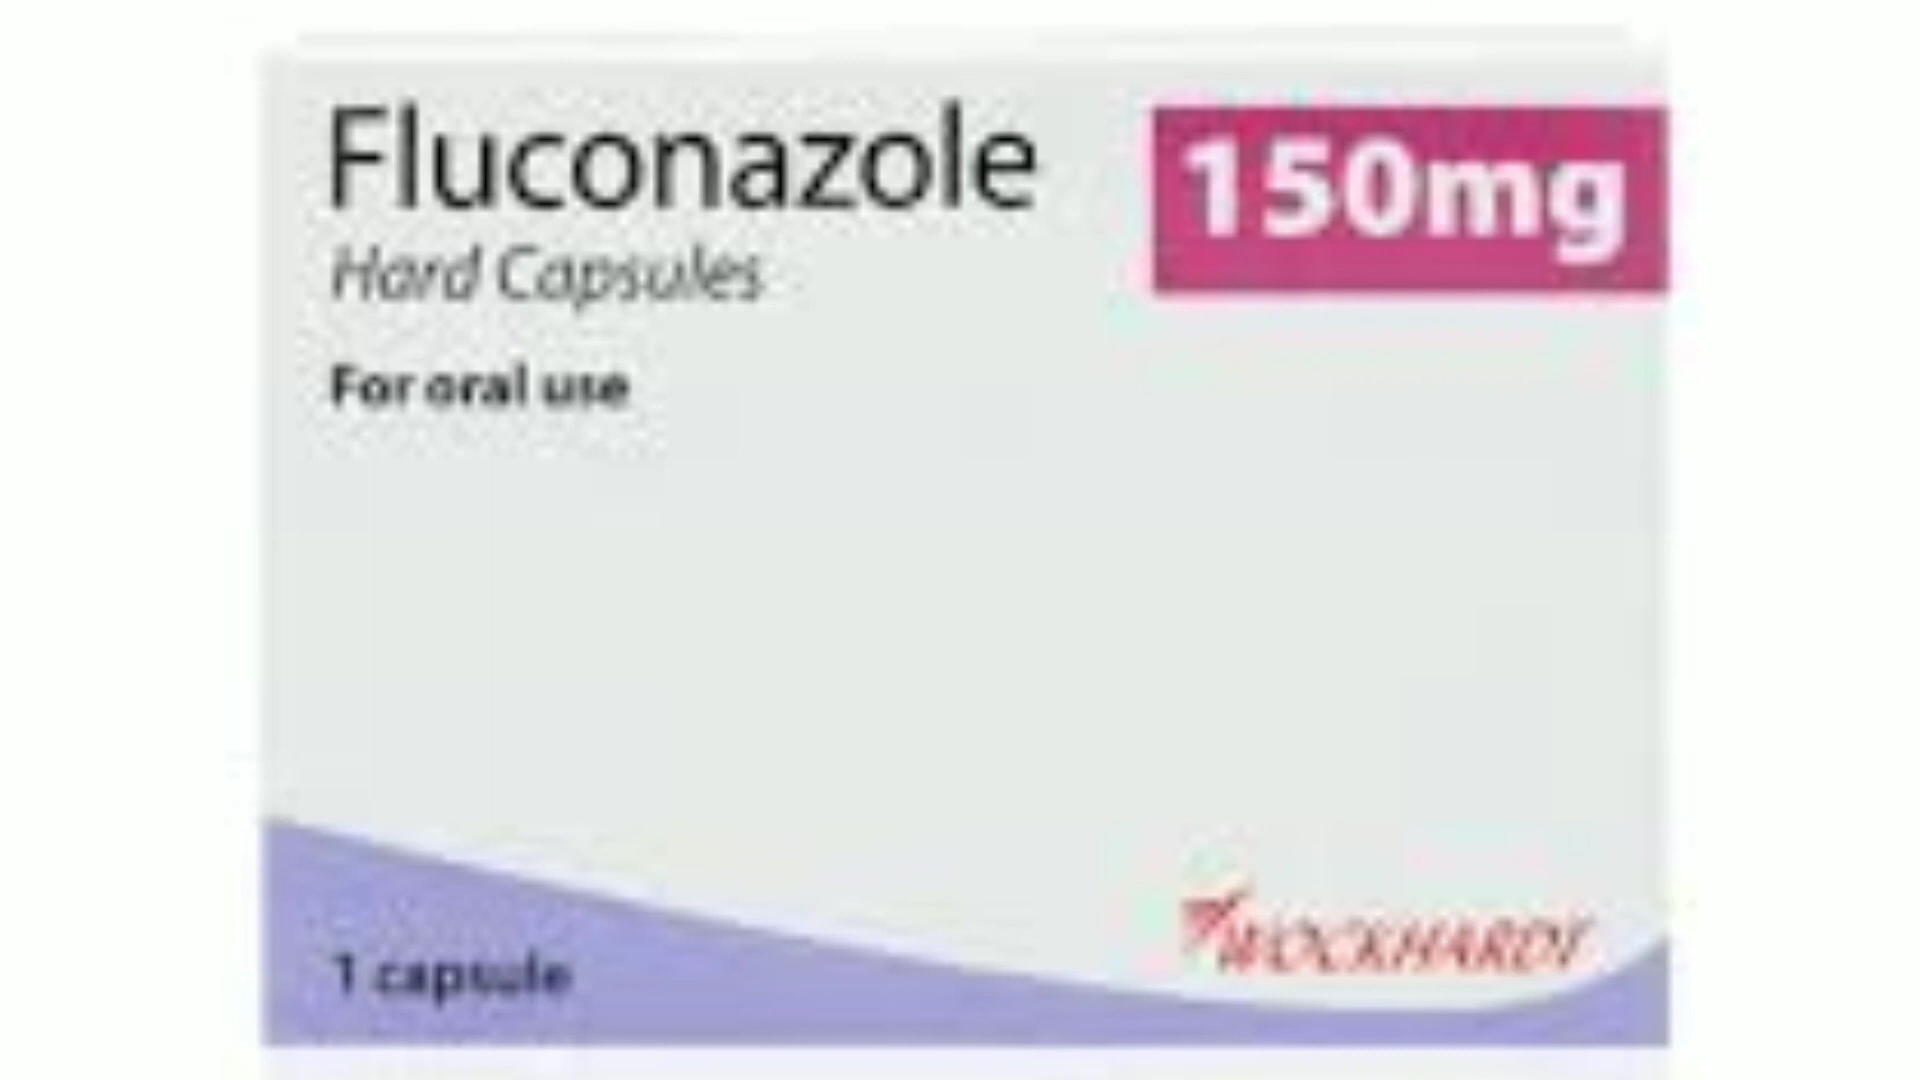 Fluconazole
150mg
Hard Capsules
For oral use
1 capsule
WOCKHARDT